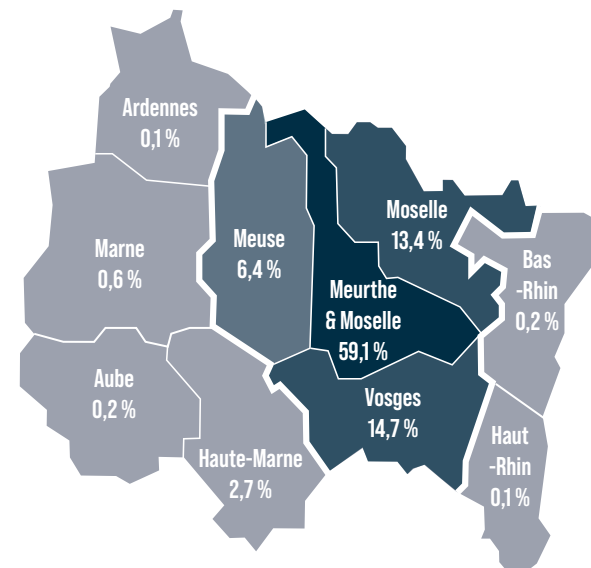 Ardennes
0,1 %
Marne
0,6 %
Meuse
6,4 %
Moselle
13,4 %
Meurthe
& Moselle
59,1 %
Bas
-Rhin
0,2 %
Aube
0,2 %
Vosges
14,7 %
Haute-Marne
2,7 %
Haut
-Rhin
0,1 %